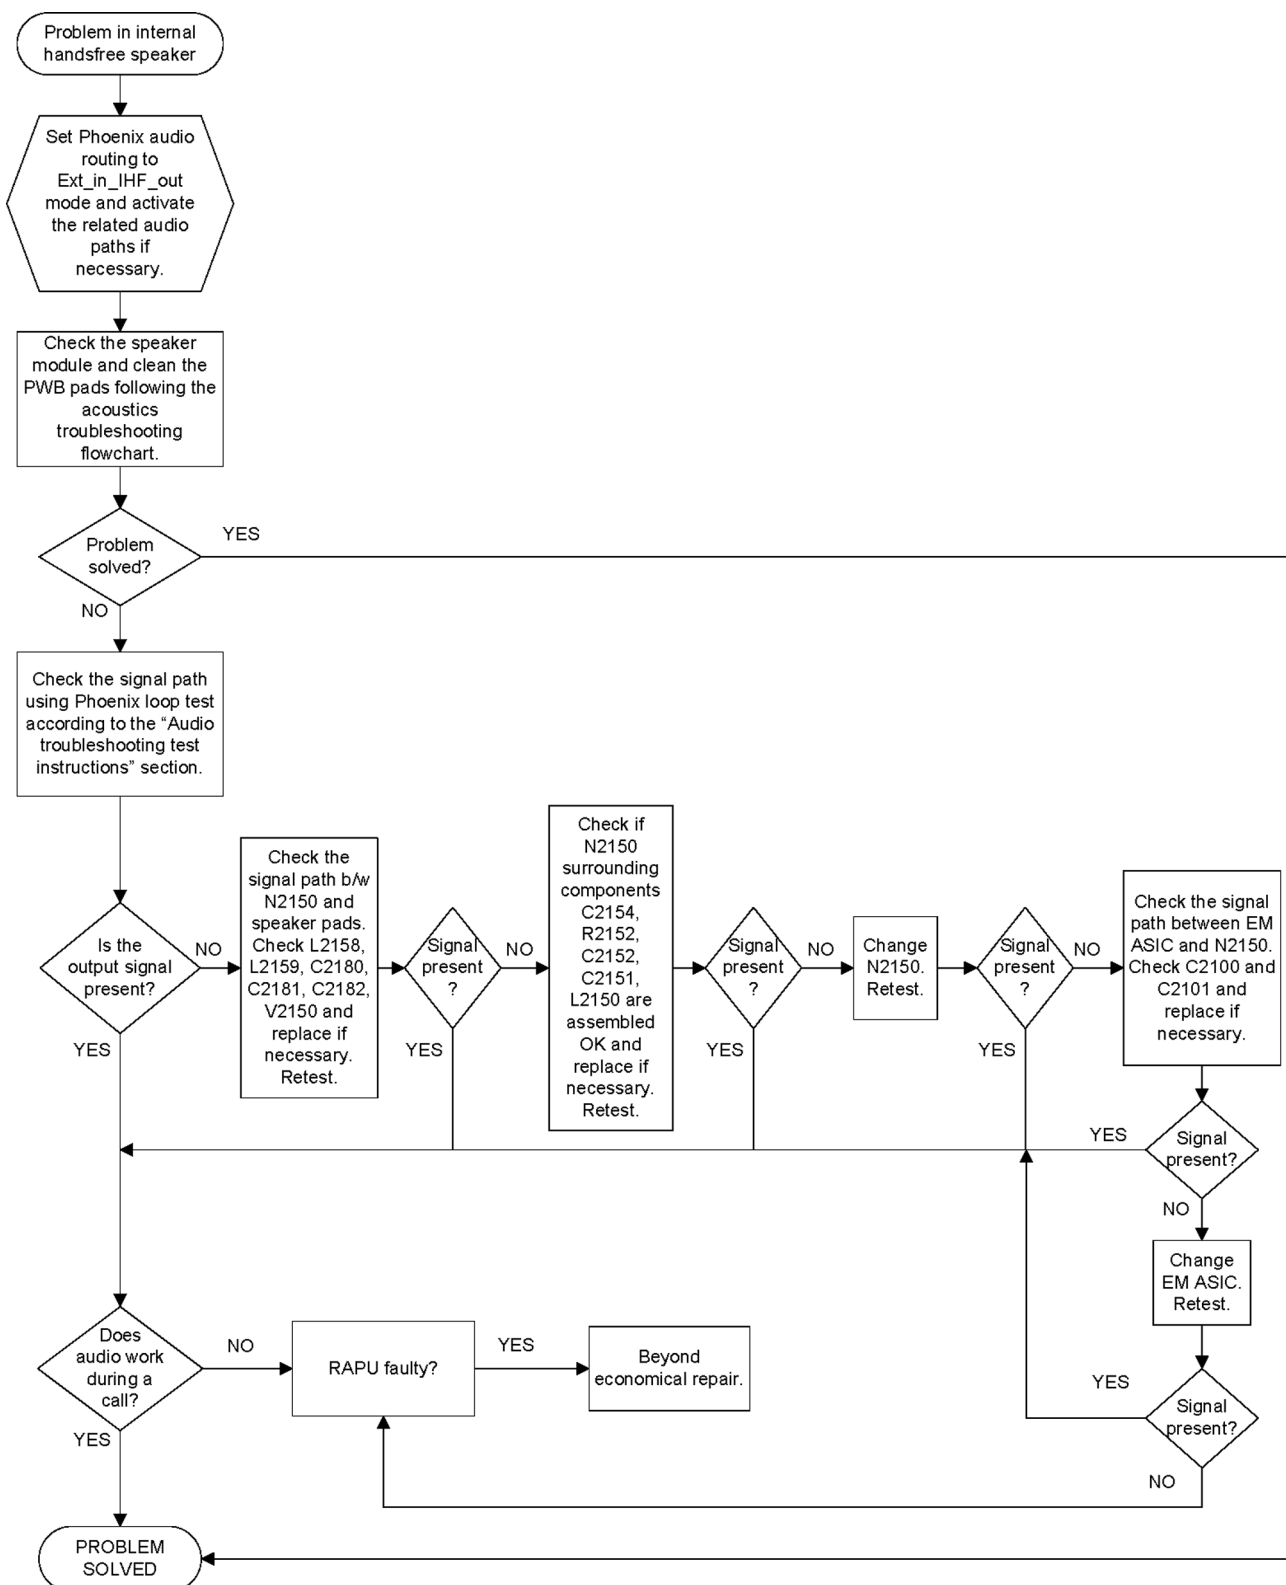 Problem in internal
handsfree speaker
Set Phoenix audio
routing to
Ext_in_IHF_out
mode and activate
the related audio
paths if
necessary.
Check the speaker
module and clean the
PWB pads following the
acoustics
troubleshooting
flowchart.
Problem
solved?
YES
NO
Check the signal path
using Phoenix loop test
according to the “Audio
troubleshooting test
instructions” section.
Is the
output signal
present?
NO
YES
Check the
signal path b/w
N2150 and
speaker pads.
Check L2158,
L2159, C2180,
C2181, C2182,
V2150 and
replace if
necessary.
Retest.
Signal
present
?
NO
YES
Check if
N2150
surrounding
components
C2154,
R2152,
C2152,
C2151,
L2150 are
assembled
OK and
replace if
necessary.
Retest.
Signal
present
?
NO
YES
Change
N2150.
Retest.
Signal
present
?
NO
YES
Check the signal
path between EM
ASIC and N2150.
Check C2100 and
C2101 and
replace if
necessary.
YES
Signal
present?
NO
Change
EM ASIC.
Retest.
YES
Signal
present?
NO
Does
audio work
during a
call?
NO
YES
RAPU faulty?
YES
Beyond
economical repair.
PROBLEM
SOLVED